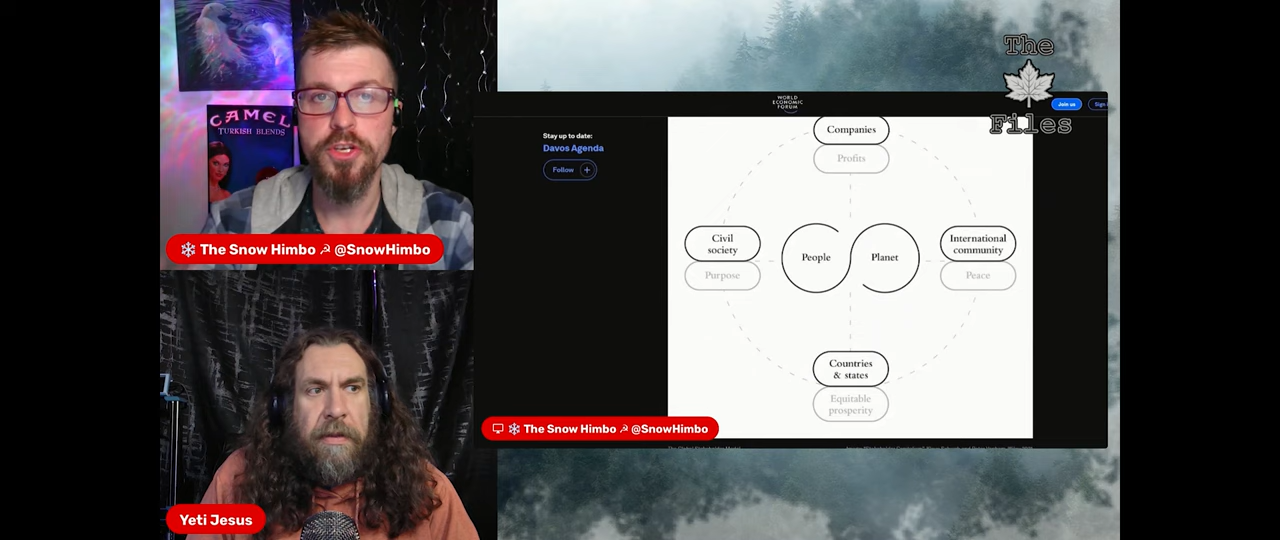 CAMEL
TURKISH BLENDS
❄ The Snow Himbo ☭ @SnowHimbo
Yeti Jesus
The
Files
WORLD
ECONOMIC
FORUM
Join us
Sign
Stay up to date:
Davos Agenda
Follow +
Companies
Profits
Civil
society
Purpose
People
Planet
International
community
Peace
Countries
& states
Equitable
prosperity
❄ The Snow Himbo ☭ @SnowHimbo